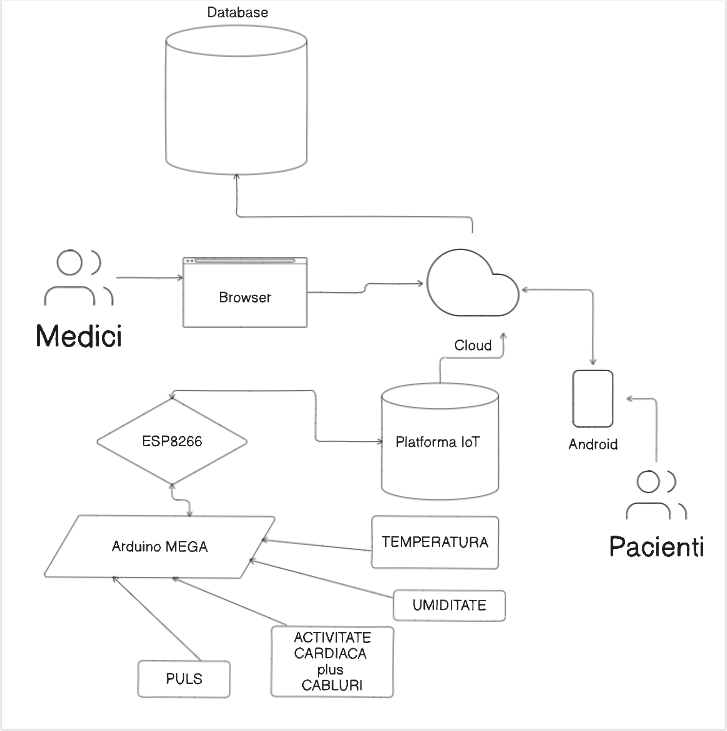 Database
Browser
Medici
Cloud
ESP8266
Platforma IoT
Android
Arduino MEGA
TEMPERATURA
Pacienti
UMIDITATE
ACTIVITATE
CARDIACA
plus
CABLURI
PULS